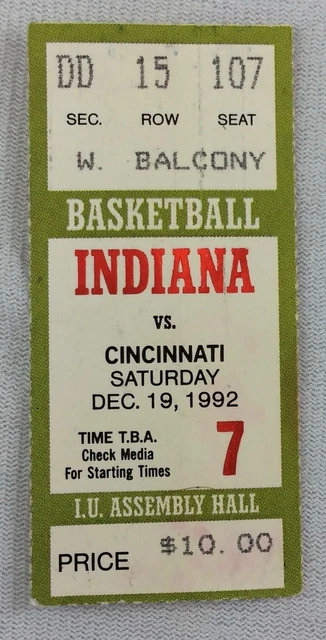 DD 15 107
SEC. ROW SEAT
W. BALCONY
BASKETBALL
INDIANA
VS.
CINCINNATI
SATURDAY
DEC. 19, 1992
TIME T.B.A.
Check Media
For Starting Times
7
I.U. ASSEMBLY HALL
PRICE $10.00